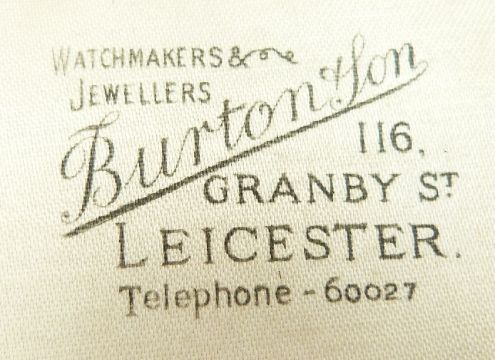 WATCHMAKERS &
JEWELLERS
Burton & Son
116,
GRANBY ST
LEICESTER.
Telephone - 60027